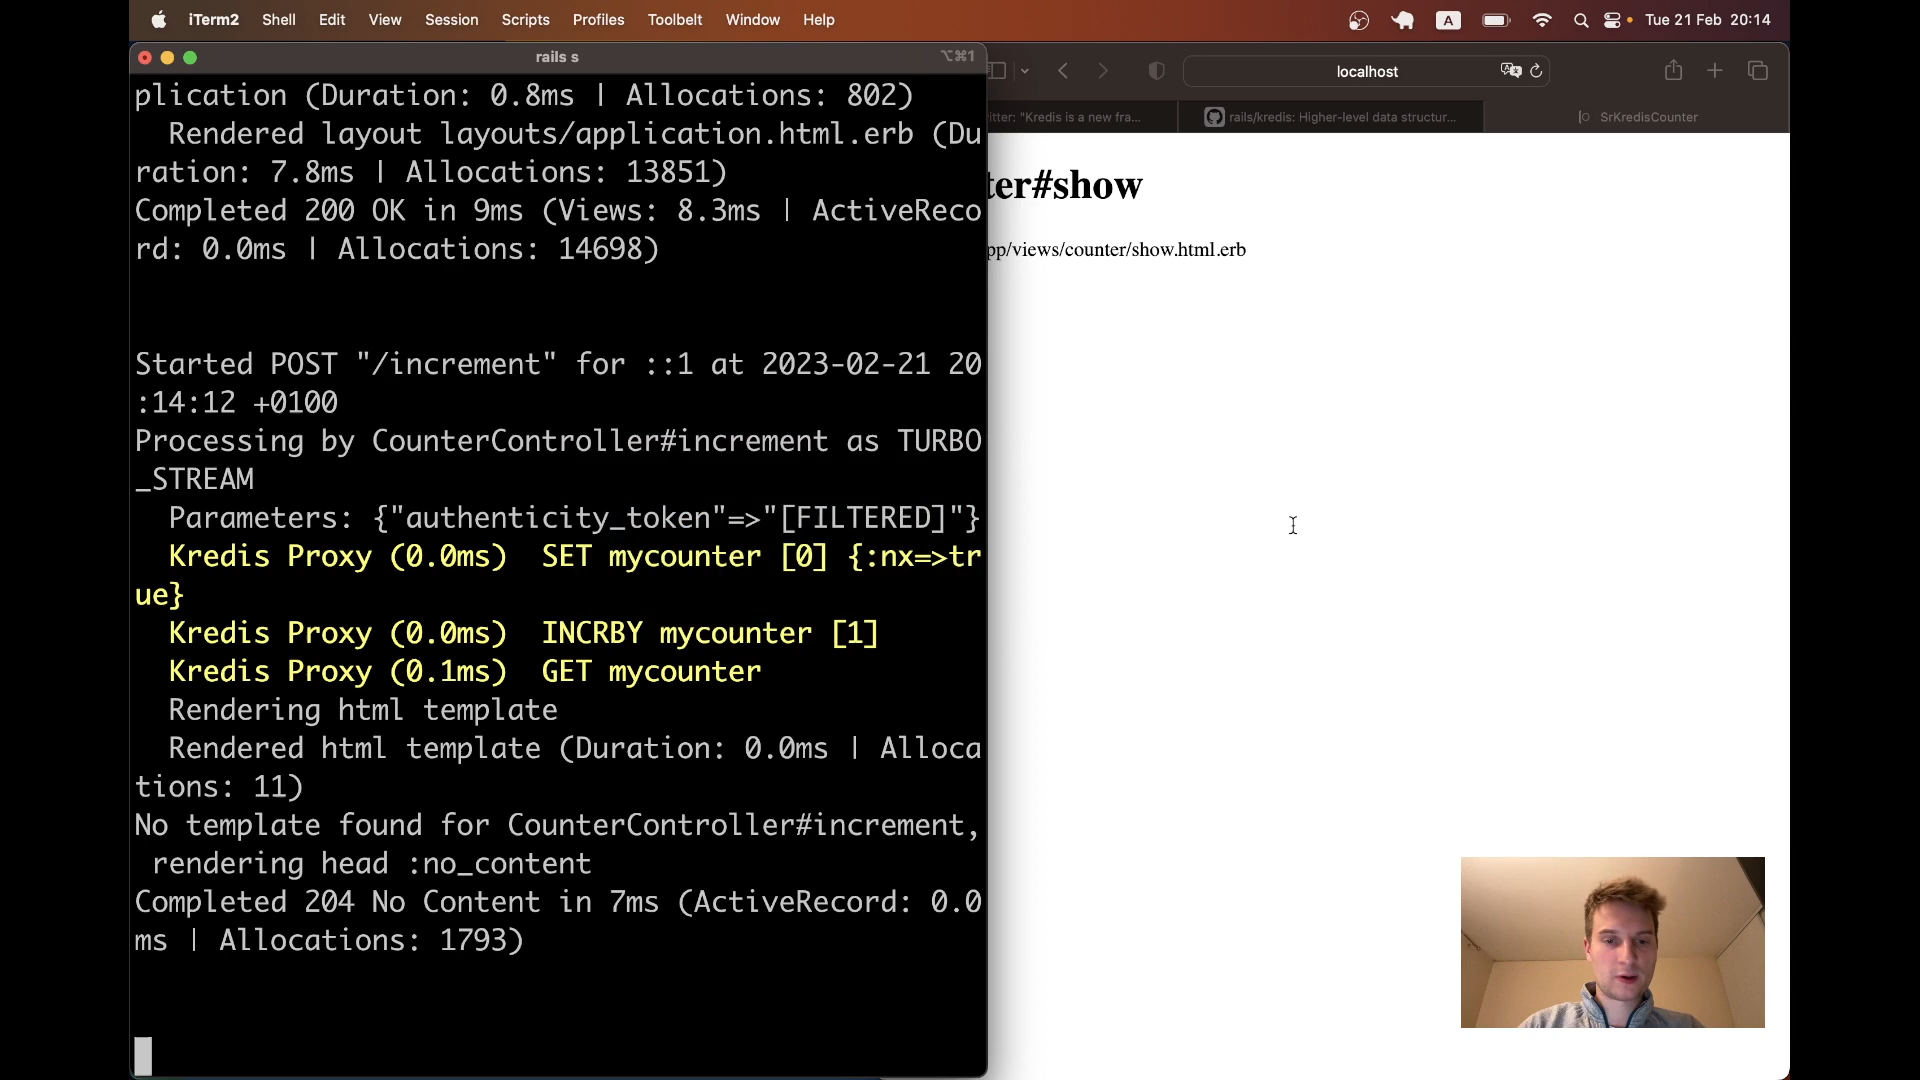 iTerm2 Shell Edit View Session Scripts Profiles Toolbelt Window Help A Tue 21 Feb 20:14
rails s ⌥⌘1
plication (Duration: 0.8ms | Allocations: 802)
  Rendered layout layouts/application.html.erb (Du
ration: 7.8ms | Allocations: 13851)
Completed 200 OK in 9ms (Views: 8.3ms | ActiveReco
rd: 0.0ms | Allocations: 14698)
Started POST "/increment" for ::1 at 2023-02-21 20
:14:12 +0100
Processing by CounterController#increment as TURBO
_STREAM
  Parameters: {"authenticity_token"=>"[FILTERED]"}
  Kredis Proxy (0.0ms)  SET mycounter [0] {:nx=>tr
ue}
  Kredis Proxy (0.0ms)  INCRBY mycounter [1]
  Kredis Proxy (0.1ms)  GET mycounter
  Rendering html template
  Rendered html template (Duration: 0.0ms | Alloca
tions: 11)
No template found for CounterController#increment,
 rendering head :no_content
Completed 204 No Content in 7ms (ActiveRecord: 0.0
ms | Allocations: 1793)
localhost
itter: "Kredis is a new fra... rails/kredis: Higher-level data structur... SrKredisCounter
ter#show
pp/views/counter/show.html.erb